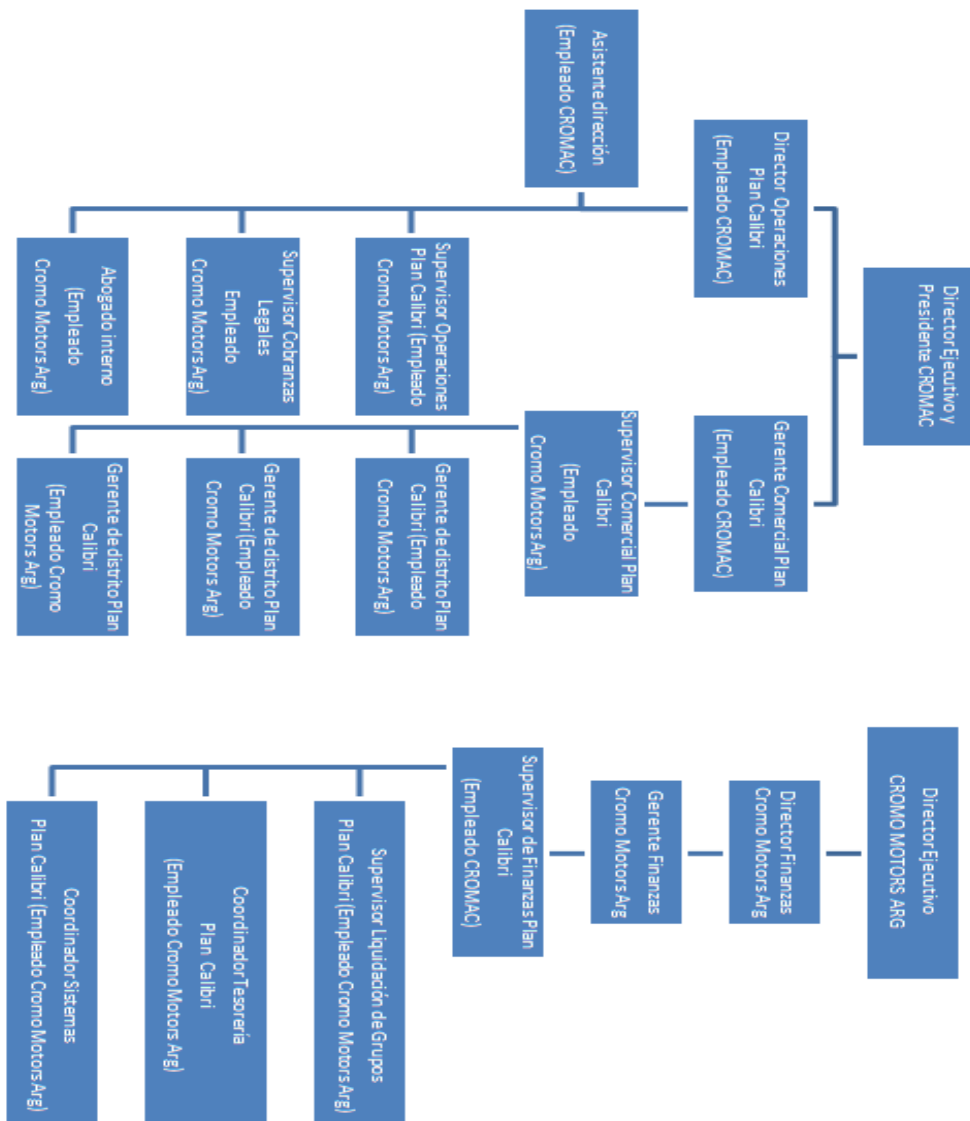 Director Ejecutivo y
Presidente CROMAC
Director Operaciones
Plan Calibri
(Empleado CROMAC)
Gerente Comercial Plan
Calibri
(Empleado CROMAC)
Asistente dirección
(Empleado CROMAC)
Supervisor Comercial Plan
Calibri
(Empleado
Cromo Motors Arg)
Supervisor Operaciones
Plan Calibri (Empleado
Cromo Motors Arg)
Gerente de distrito Plan
Calibri (Empleado
Cromo Motors Arg)
Supervisor Cobranzas
Legales
Empleado
Cromo Motors Arg)
Gerente de distrito Plan
Calibri (Empleado
Cromo Motors Arg)
Abogado interno
(Empleado
Cromo Motors Arg)
Gerente de distrito Plan
Calibri
(Empleado Cromo
Motors Arg)
Director Ejecutivo
CROMO MOTORS ARG
Director Finanzas
Cromo Motors Arg
Gerente Finanzas
Cromo Motors Arg
Supervisor de Finanzas Plan
Calibri
(Empleado CROMAC)
Supervisor Liquidación de Grupos
Plan Calibri (Empleado Cromo Motors Arg)
Coordinador Tesorería
Plan Calibri
(Empleado Cromo Motors Arg)
Coordinador Sistemas
Plan Calibri (Empleado Cromo Motors Arg)